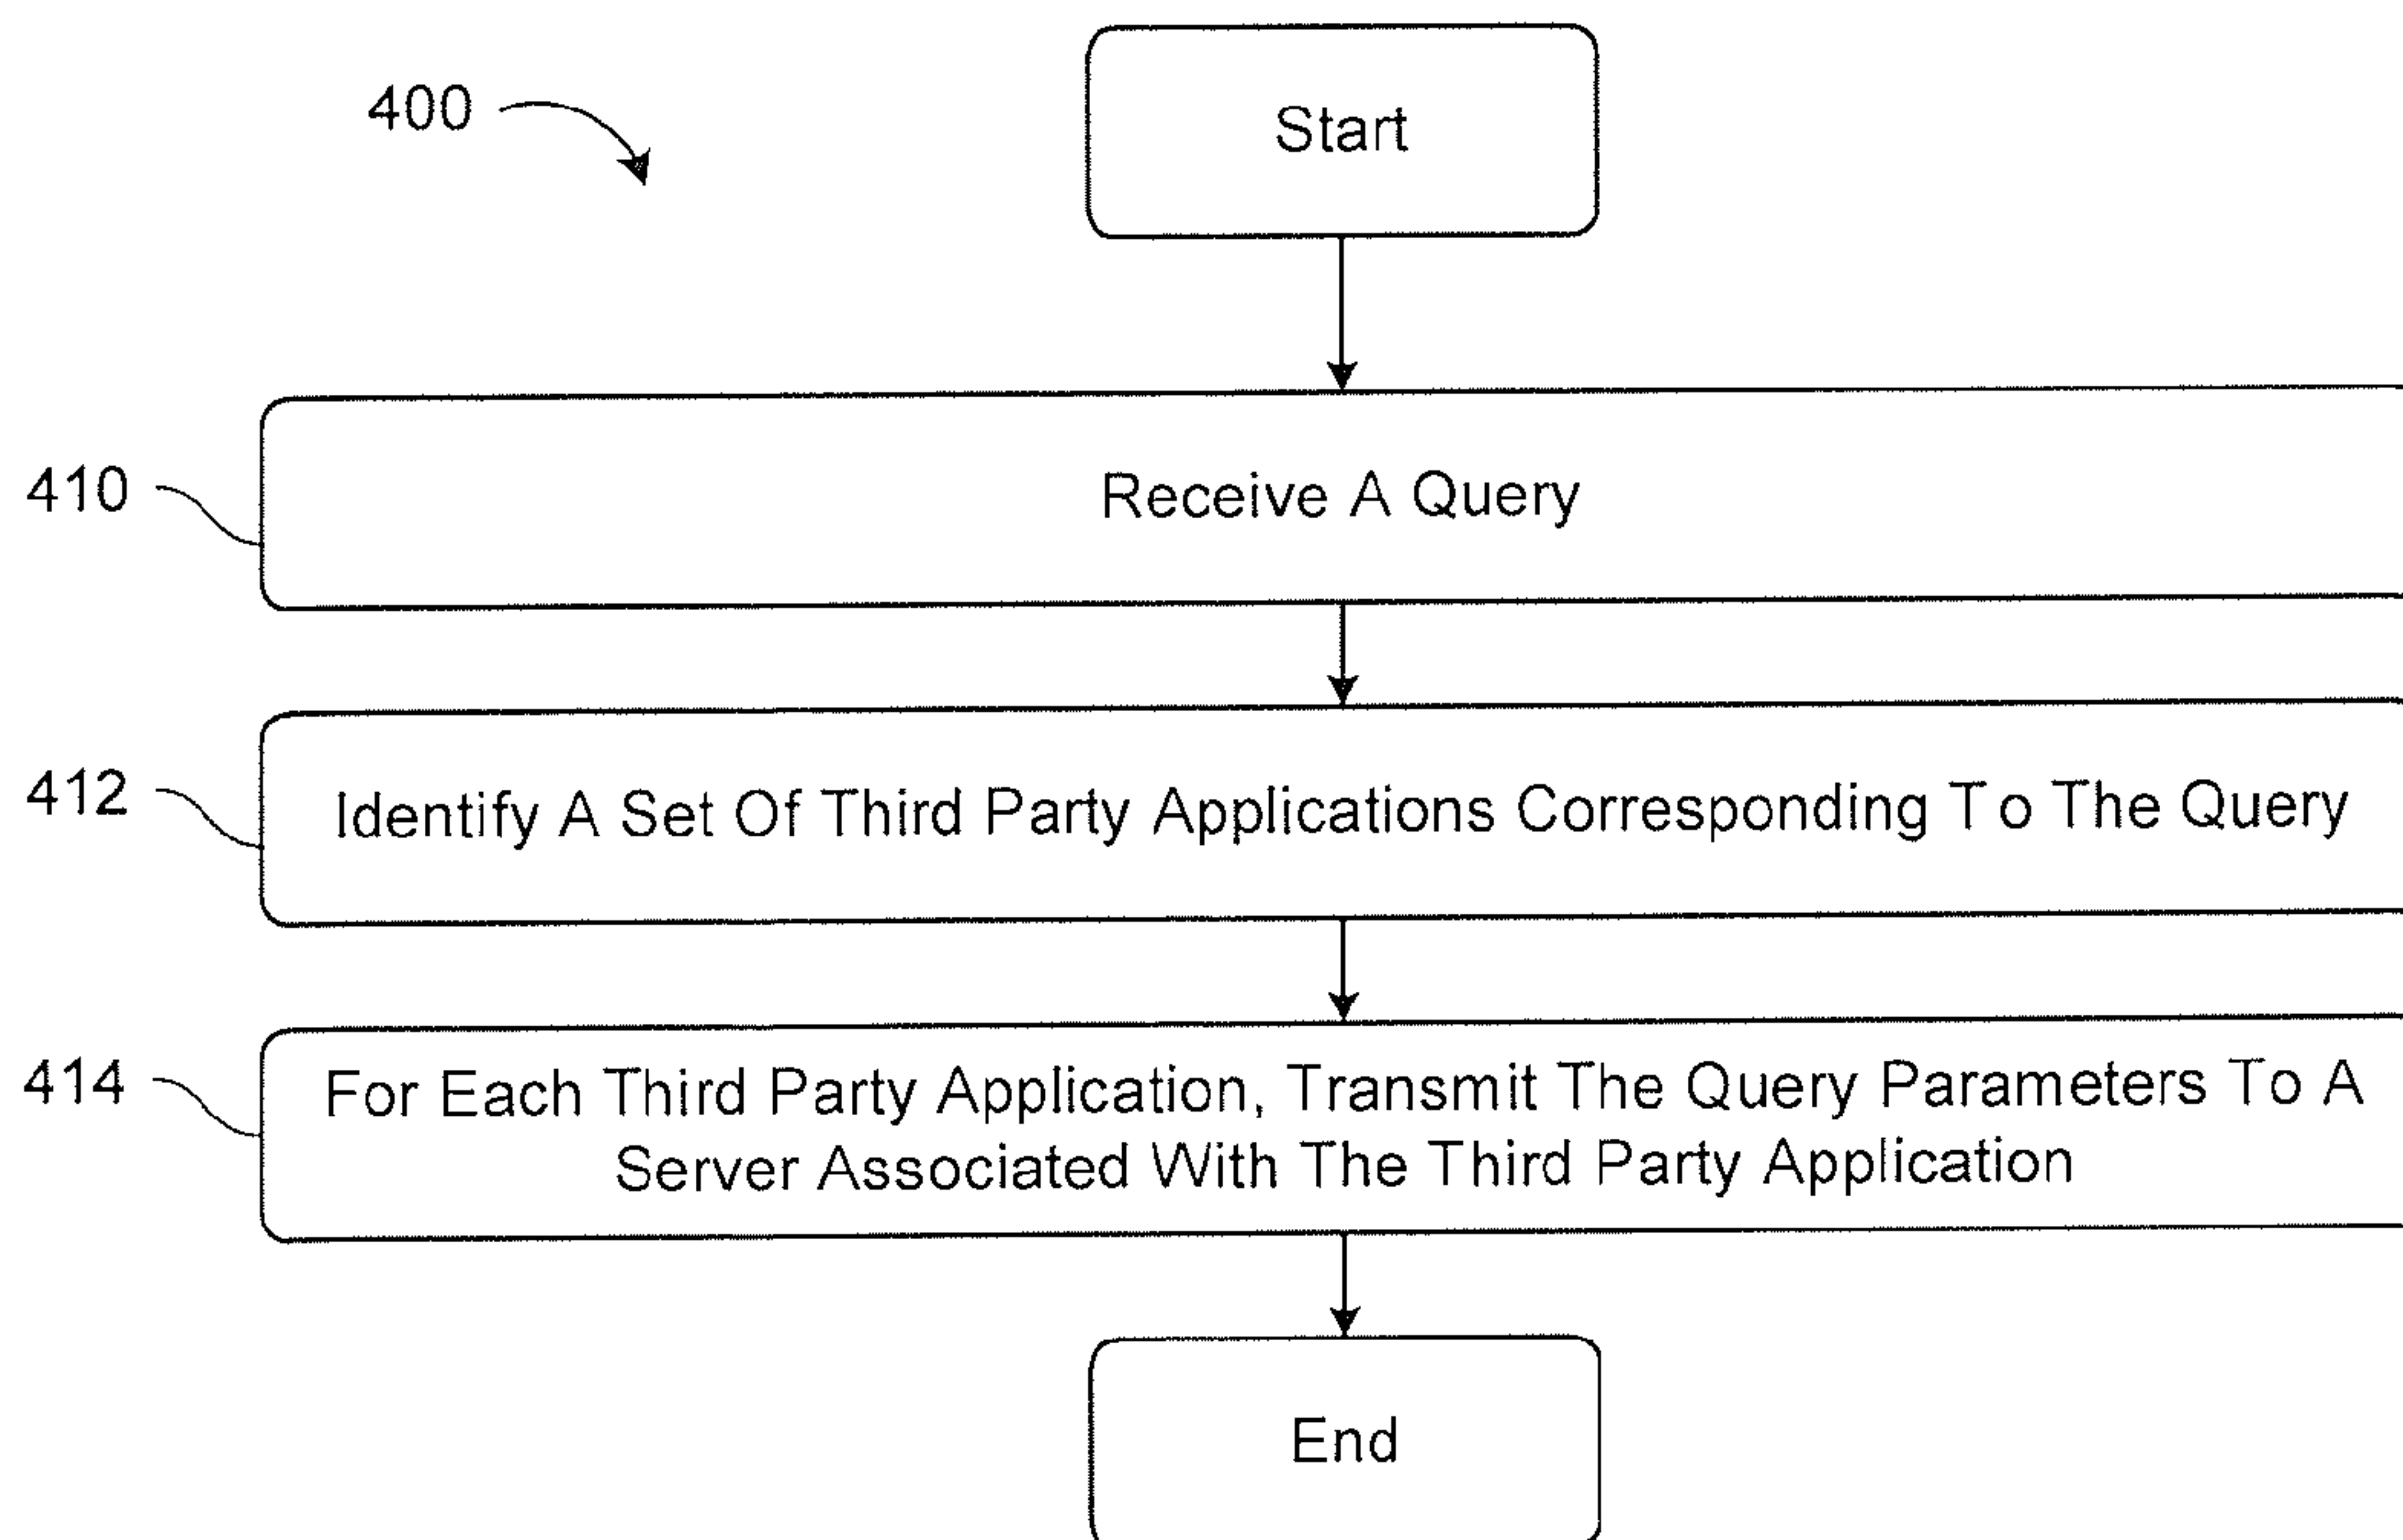 400
Start
410
Receive A Query
412
Identify A Set Of Third Party Applications Corresponding To The Query
414
For Each Third Party Application, Transmit The Query Parameters To A
Server Associated With The Third Party Application
End